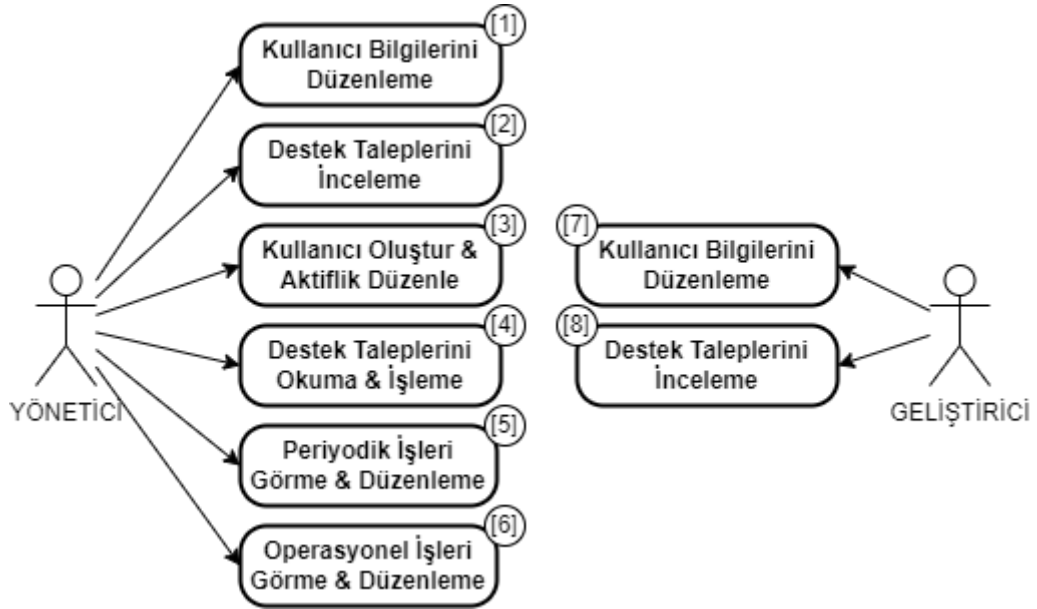 [1]
Kullanıcı Bilgilerini
Düzenleme
[2]
Destek Taleplerini
İnceleme
[3]
Kullanıcı Oluştur &
Aktiflik Düzenle
[4]
Destek Taleplerini
Okuma & İşleme
[5]
Periyodik İşleri
Görme & Düzenleme
[6]
Operasyonel İşleri
Görme & Düzenleme
YÖNETİCİ
[7]
Kullanıcı Bilgilerini
Düzenleme
[8]
Destek Taleplerini
İnceleme
GELİŞTİRİCİ